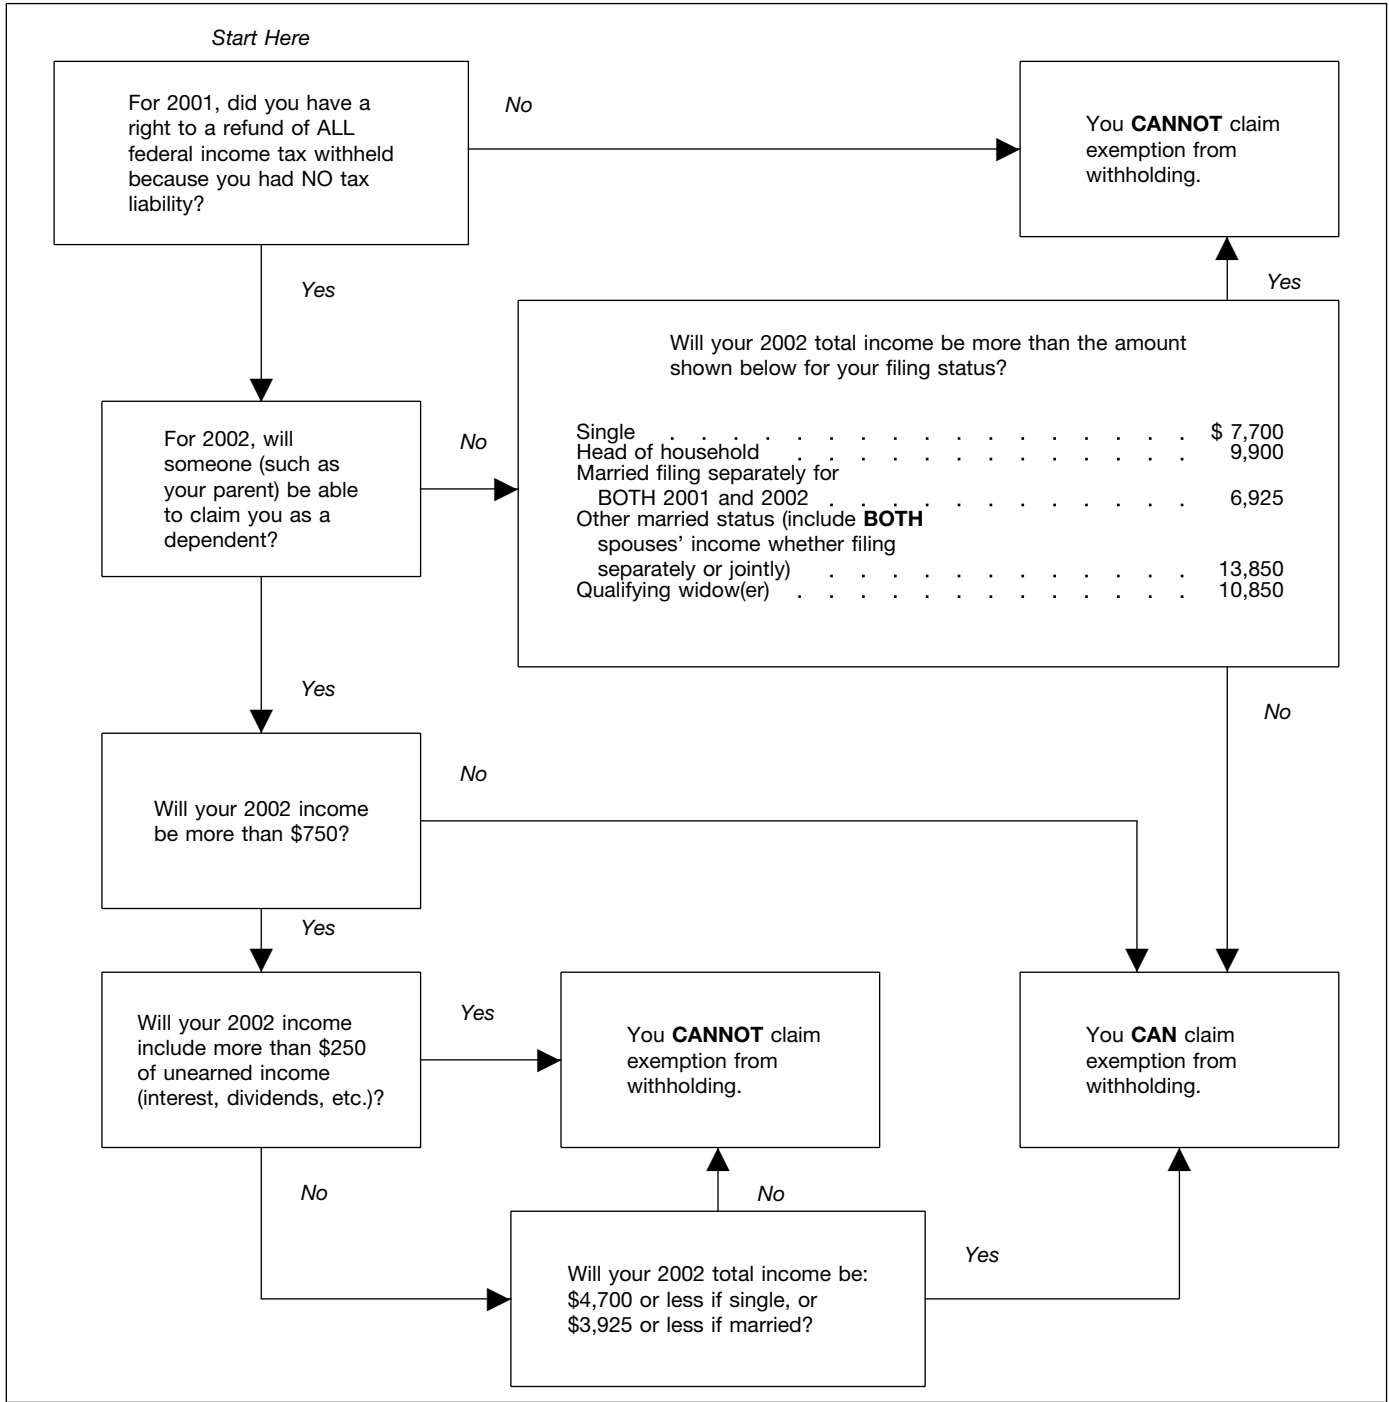 Start Here
For 2001, did you have a
right to a refund of ALL
federal income tax withheld
because you had NO tax
liability?
No
You CANNOT claim
exemption from
withholding.
Yes
Yes
Will your 2002 total income be more than the amount
shown below for your filing status?
For 2002, will
someone (such as
your parent) be able
to claim you as a
dependent?
No
Single . . . . . . . . . . . . . . . . . $ 7,700
Head of household . . . . . . . . . . . . . 9,900
Married filing separately for
BOTH 2001 and 2002 . . . . . . . . . . . . 6,925
Other married status (include BOTH
spouses' income whether filing
separately or jointly) . . . . . . . . . . . . 13,850
Qualifying widow(er) . . . . . . . . . . . . . 10,850
Yes
No
Will your 2002 income
be more than $750?
No
Yes
Will your 2002 income
include more than $250
of unearned income
(interest, dividends, etc.)?
Yes
You CANNOT claim
exemption from
withholding.
You CAN claim
exemption from
withholding.
No
No
Will your 2002 total income be:
$4,700 or less if single, or
$3,925 or less if married?
Yes